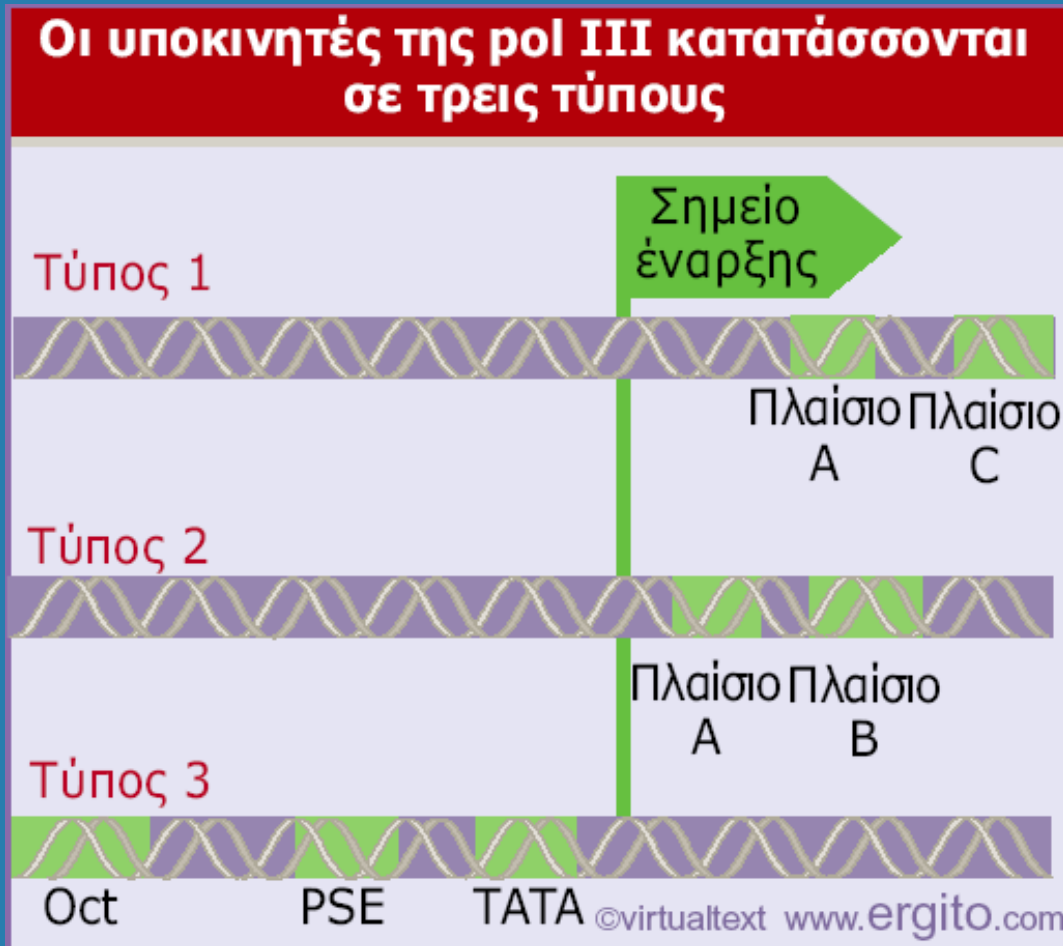 Οι υποκινητές της pol III κατατάσσονται
σε τρεις τύπους
Σημείο
έναρξης
Τύπος 1
Πλαίσιο Πλαίσιο
A C
Τύπος 2
Πλαίσιο Πλαίσιο
A B
Τύπος 3
Oct PSE TATA
©virtualtext www.ergito.com